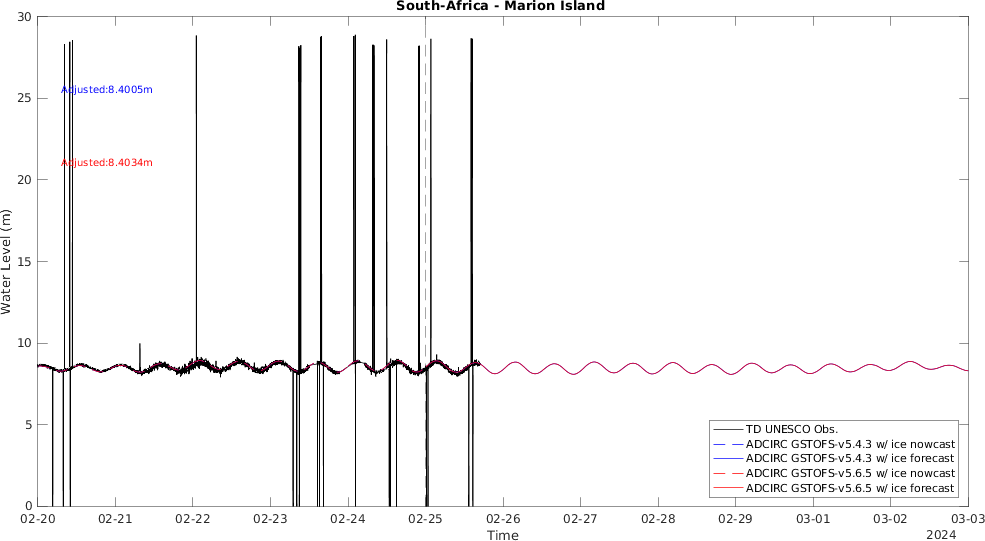 South-Africa - Marion Island
30
25
20
15
10
5
0
Water Level (m)
Adjusted:8.4005m
Adjusted:8.4034m
TD UNESCO Obs.
ADCIRC GSTOFS-v5.4.3 w/ ice nowcast
ADCIRC GSTOFS-v5.4.3 w/ ice forecast
ADCIRC GSTOFS-v5.6.5 w/ ice nowcast
ADCIRC GSTOFS-v5.6.5 w/ ice forecast
02-20 02-21 02-22 02-23 02-24 02-25 02-26 02-27 02-28 02-29 03-01 03-02 03-03
Time
2024